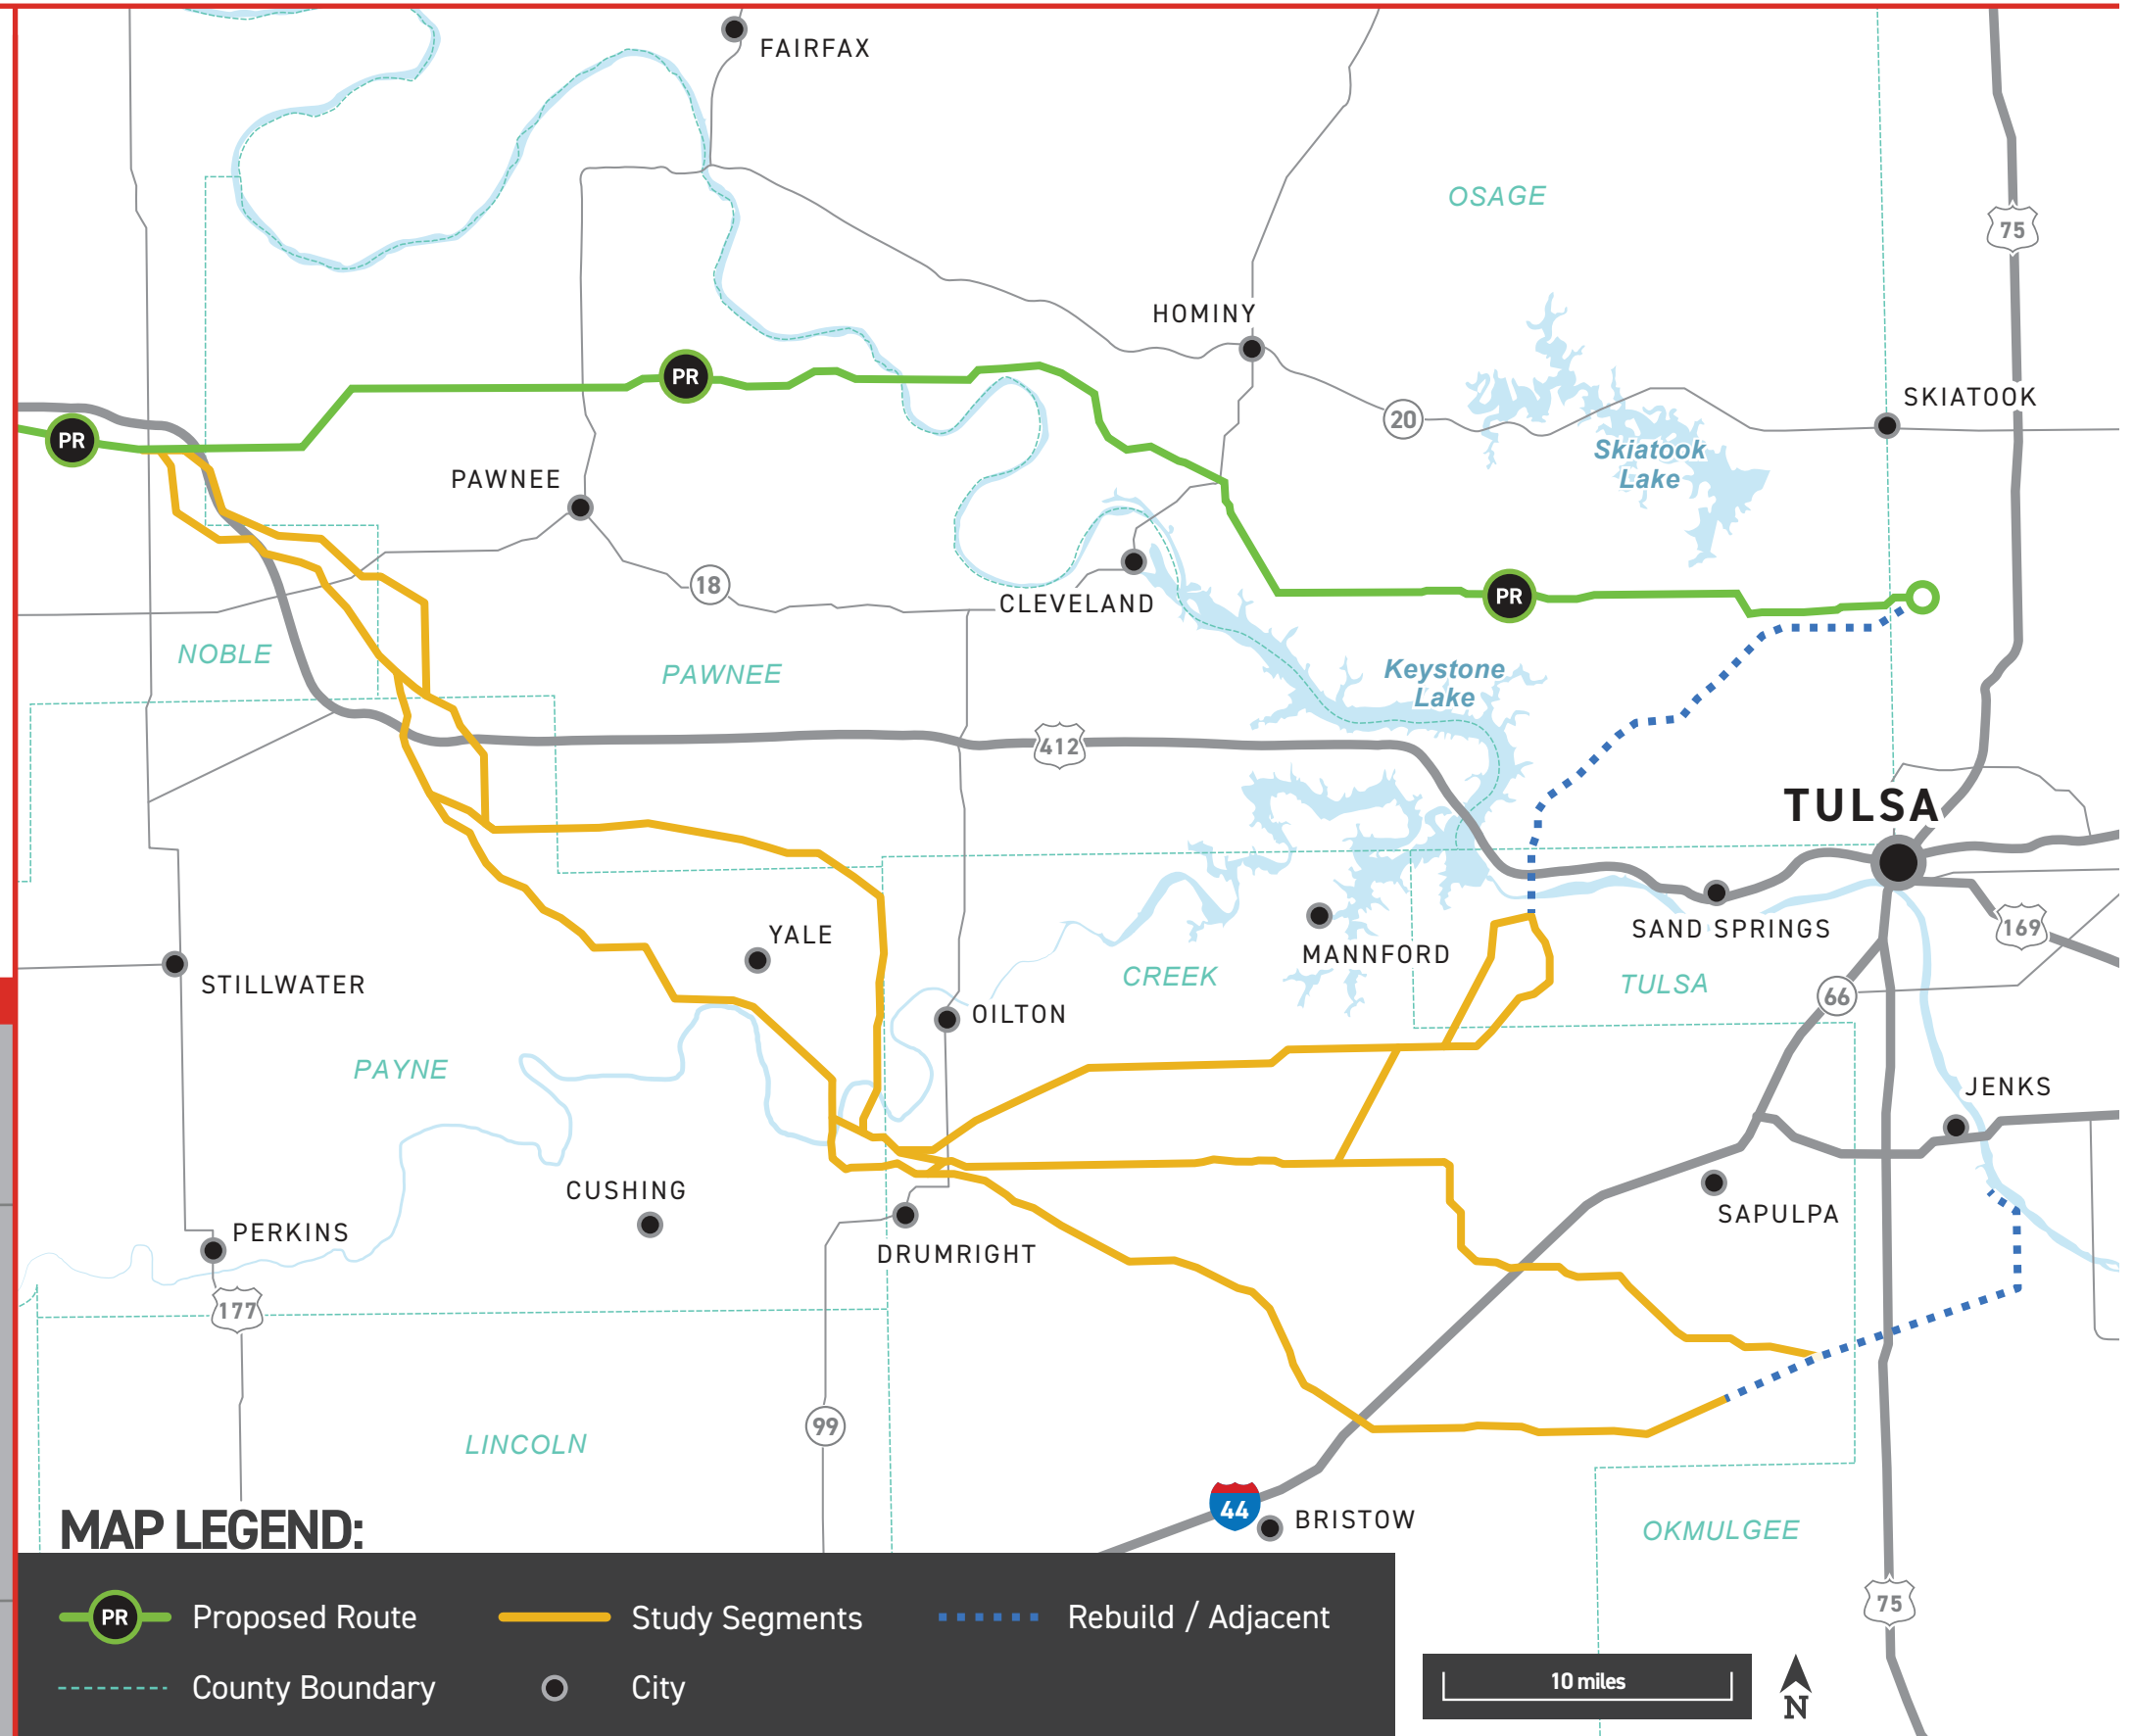 FAIRFAX
OSAGE
75
HOMINY
PR
20
SKIATOOK
PR
Skiatook
Lake
PAWNEE
18
CLEVELAND
PR
NOBLE
PAWNEE
Keystone
Lake
412
TULSA
YALE
SAND SPRINGS
169
MANNFORD
STILLWATER
CREEK
TULSA
66
OILTON
PAYNE
JENKS
CUSHING
PERKINS
SAPULPA
DRUMRIGHT
177
99
LINCOLN
44
BRISTOW
OKMULGEE
MAP LEGEND:
75
PR Proposed Route
Study Segments
Rebuild / Adjacent
County Boundary
City
10 miles
N